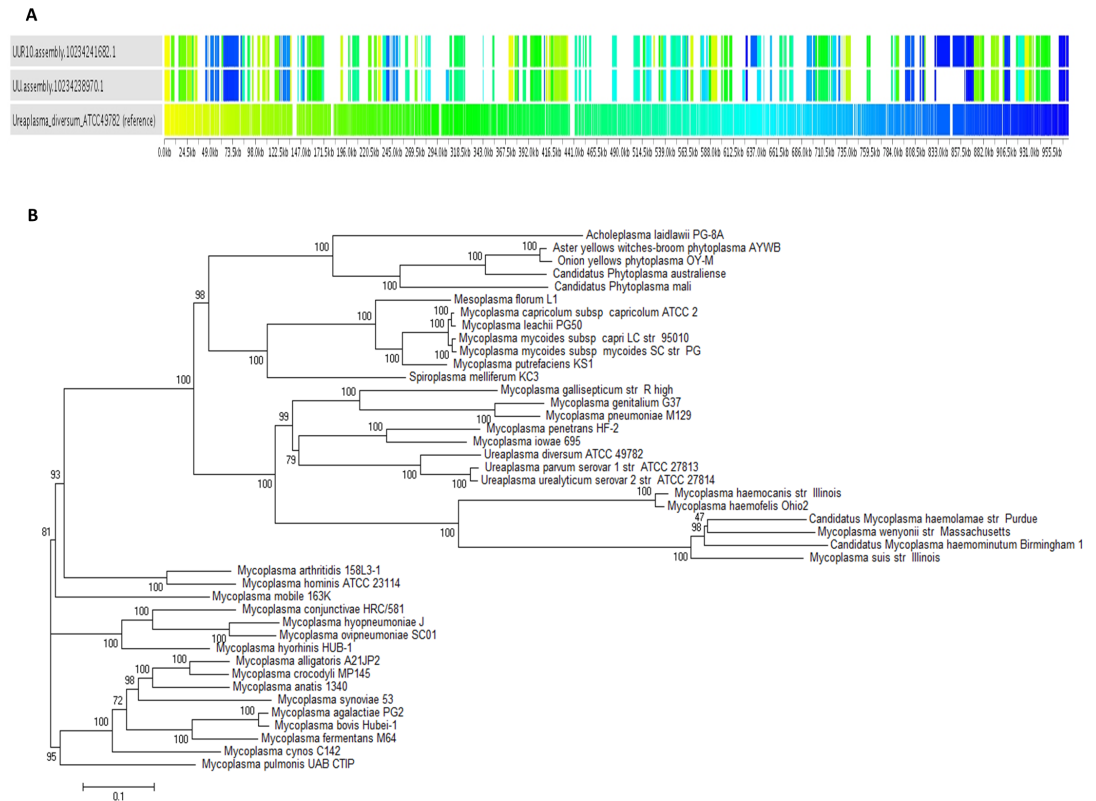 A
UUR10.assembly.10234241682.1
UU.assembly.10234238970.1
Ureaplasma_diversum_ATCC49782 (reference)
0.0kb 24.5kb 49.0kb 73.5kb 98.0kb 122.5kb 147.0kb 171.5kb 196.0kb 220.5kb 245.0kb 269.5kb 294.0kb 318.5kb 343.0kb 367.5kb 392.0kb 416.5kb 441.0kb 465.5kb 490.0kb 514.5kb 539.0kb 563.5kb 588.0kb 612.5kb 637.0kb 661.5kb 686.0kb 710.5kb 735.0kb 759.5kb 784.0kb 808.5kb 833.0kb 857.5kb 882.0kb 906.5kb 931.0kb 955.5kb
B
100 Acholeplasma laidlawii PG-8A
100 Aster yellows witches-broom phytoplasma AYWB
100 Onion yellows phytoplasma OY-M
Candidatus Phytoplasma australiense
100 Candidatus Phytoplasma mali
98
Mesoplasma florum L1
100 Mycoplasma capricolum subsp capricolum ATCC 2
100 100 Mycoplasma leachii PG50
Mycoplasma mycoides subsp capri LC str 95010
100 100 Mycoplasma mycoides subsp mycoides SC str PG
100 Mycoplasma putrefaciens KS1
Spiroplasma melliferum KC3
100
100 Mycoplasma gallisepticum str R high
Mycoplasma genitalium G37
99 100 Mycoplasma pneumoniae M129
100 Mycoplasma penetrans HF-2
Mycoplasma iowae 695
79 Ureaplasma diversum ATCC 49782
100 Ureaplasma parvum serovar 1 str ATCC 27813
100 100 Ureaplasma urealyticum serovar 2 str ATCC 27814
100 Mycoplasma haemocanis str Illinois
Mycoplasma haemofelis Ohio2
93
47 Candidatus Mycoplasma haemolamae str Purdue
81 100 98 Mycoplasma wenyonii str Massachusetts
Candidatus Mycoplasma haemominutum Birmingham 1
100 Mycoplasma suis str Illinois
Mycoplasma arthritidis 158L3-1
100 Mycoplasma hominis ATCC 23114
Mycoplasma mobile 163K
100 Mycoplasma conjunctivae HRC/581
Mycoplasma hyopneumoniae J
100 Mycoplasma ovipneumoniae SC01
100 Mycoplasma hyorhinis HUB-1
100 Mycoplasma alligatoris A21JP2
100 Mycoplasma crocodyli MP145
98 Mycoplasma anatis 1340
72 Mycoplasma synoviae 53
100 Mycoplasma agalactiae PG2
100 Mycoplasma bovis Hubei-1
100 Mycoplasma fermentans M64
Mycoplasma cynos C142
95 Mycoplasma pulmonis UAB CTIP
0.1